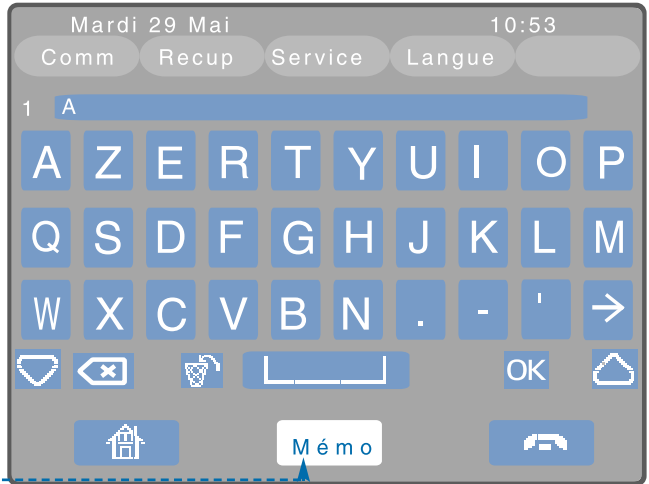 Mardi 29 Mai 10:53
Comm Recup Service Langue
1 A
A Z E R T Y U I O P
Q S D F G H J K L M
W X C V B N . - '
OK
Mémo